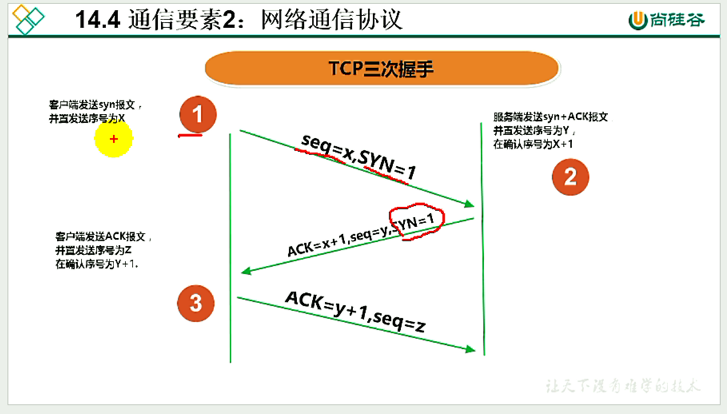 14.4 通信要素2：网络通信协议
尚硅谷
TCP三次握手
客户端发送syn报文，
并置发送序号为X
1
seq=x,SYN=1
服务端发送syn+ACK报文
并置发送序号为Y，
在确认序号为X+1
2
ACK=x+1,seq=y,SYN=1
客户端发送ACK报文，
并置发送序号为Z
在确认序号为Y+1.
3
ACK=y+1,seq=z
让天下没有难学的技术